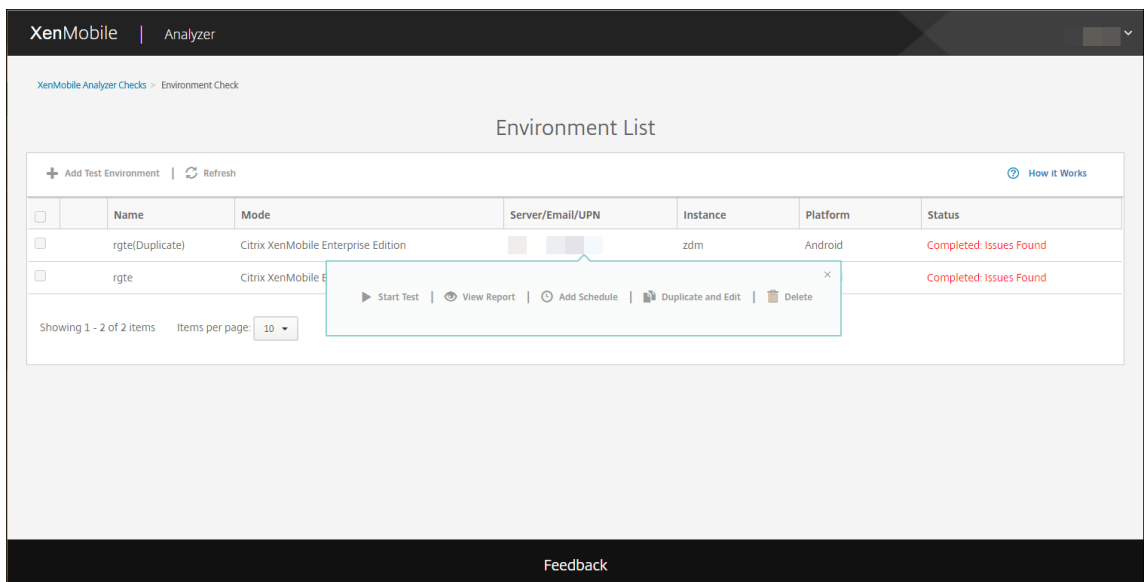 XenMobile | Analyzer
XenMobile Analyzer Checks > Environment Check
Environment List
Add Test Environment | Refresh How it Works
Name Mode Server/Email/UPN Instance Platform Status
rgte(Duplicate) Citrix XenMobile Enterprise Edition zdm Android Completed: Issues Found
rgte Citrix XenMobile E Completed: Issues Found
Start Test | View Report | Add Schedule | Duplicate and Edit | Delete
Showing 1 - 2 of 2 items Items per page: 10
Feedback